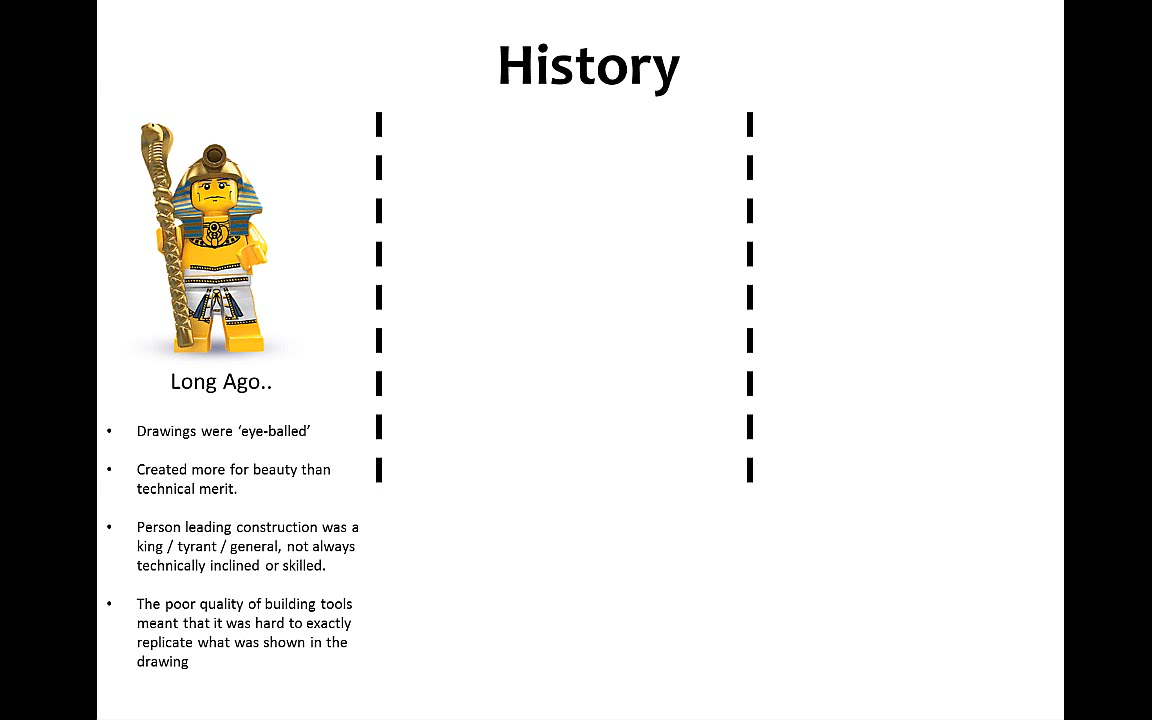 History
Long Ago..
• Drawings were ‘eye-balled’
• Created more for beauty than
technical merit.
• Person leading construction was a
king / tyrant / general, not always
technically inclined or skilled.
• The poor quality of building tools
meant that it was hard to exactly
replicate what was shown in the
drawing